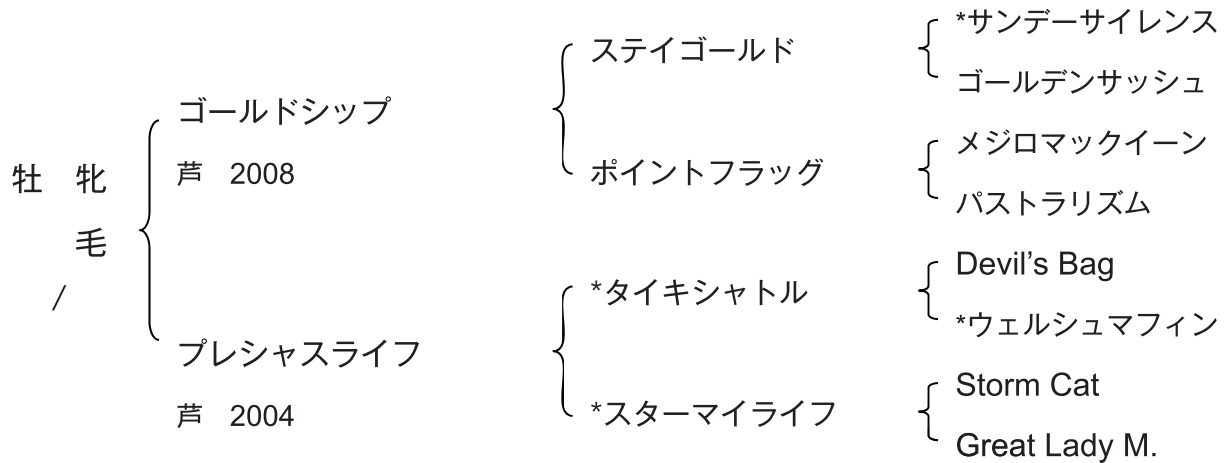 *サンデーサイレンス
ステイゴールド
ゴールデンサッシュ
ゴールドシップ
芦 2008
メジロマックイーン
ポイントフラッグ
パストラリズム
牡 牝
毛
/
Devil's Bag
*タイキシャトル
*ウェルシュマフィン
プレシャスライフ
芦 2004
Storm Cat
*スターマイライフ
Great Lady M.